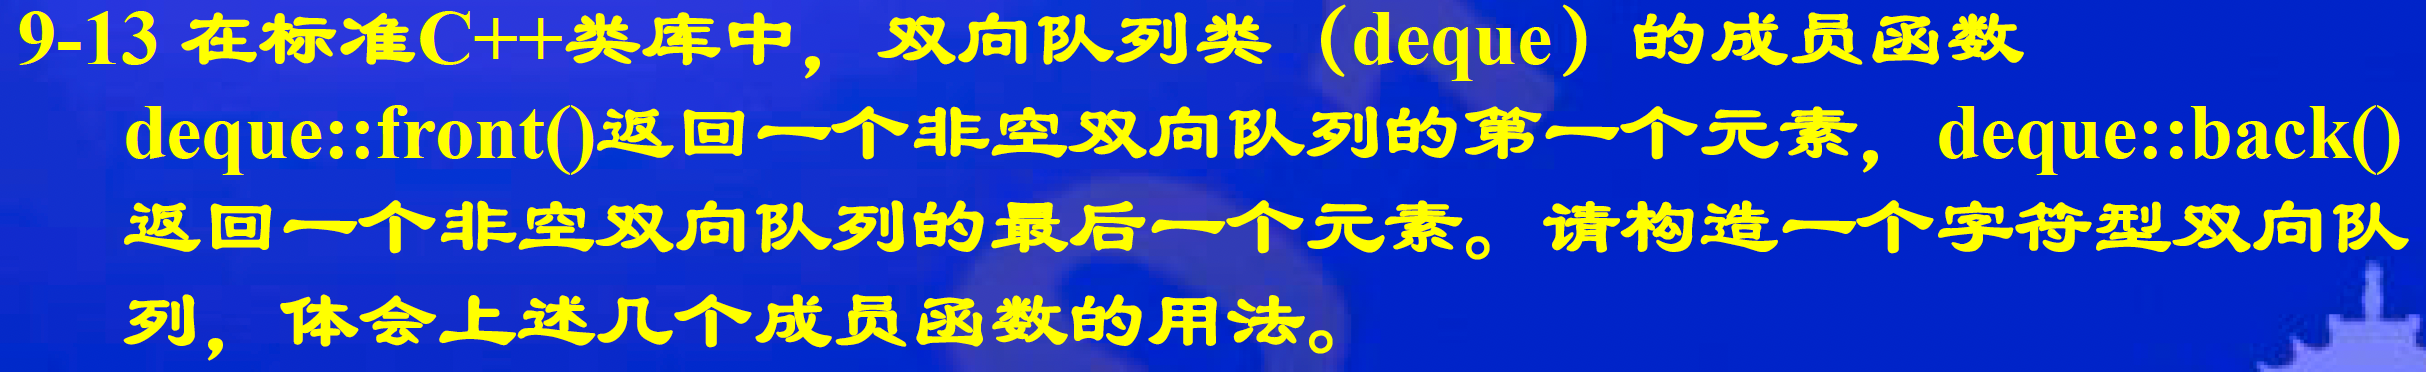 9-13 在标准C++类库中，双向队列类（deque）的成员函数
deque::front()返回一个非空双向队列的第一个元素，deque::back()
返回一个非空双向队列的最后一个元素。请构造一个字符型双向队
列，体会上述几个成员函数的用法。